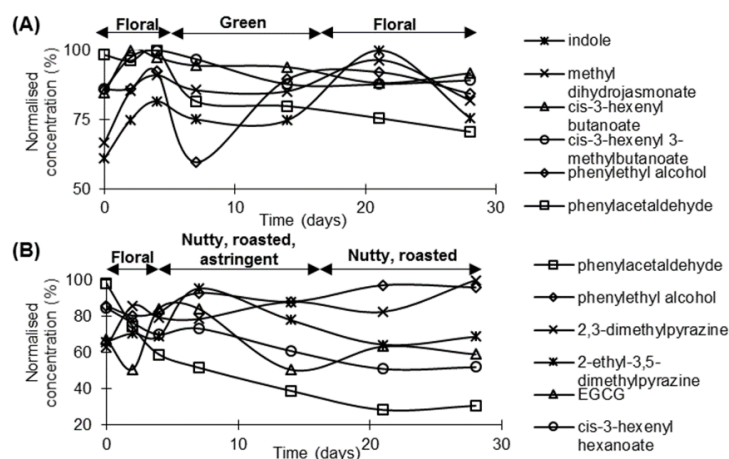 (A)
Floral
Green
Floral
Normalised
concentration (%)
100
75
50
0
10
20
30
Time (days)
indole
methyl
dihydrojasmonate
cis-3-hexenyl
butanoate
cis-3-hexenyl 3-
methylbutanoate
phenylethyl alcohol
phenylacetaldehyde
(B)
Floral
Nutty, roasted,
astringent
Nutty, roasted
Normalised
concentration (%)
100
80
60
40
20
0
10
20
30
Time (days)
phenylacetaldehyde
phenylethyl alcohol
2,3-dimethylpyrazine
2-ethyl-3,5-
dimethylpyrazine
EGCG
cis-3-hexenyl
hexanoate